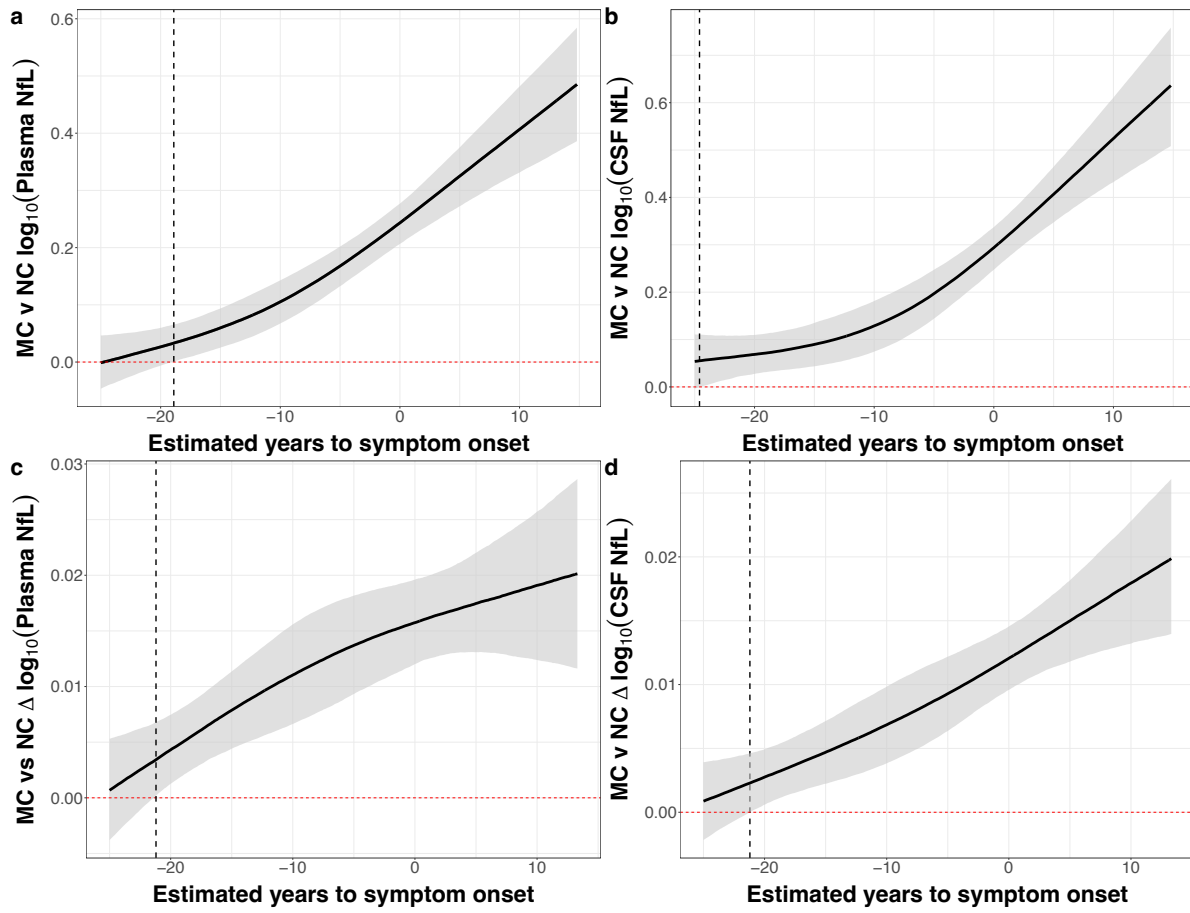 a
0.6
0.4
0.2
0.0
MC v NC log₁₀(Plasma NfL)
−20 −10 0 10
Estimated years to symptom onset
b
0.6
0.4
0.2
0.0
MC v NC log₁₀(CSF NfL)
−20 −10 0 10
Estimated years to symptom onset
c
0.03
0.02
0.01
0.00
MC vs NC Δ log₁₀(Plasma NfL)
−20 −10 0 10
Estimated years to symptom onset
d
0.02
0.01
0.00
MC v NC Δ log₁₀(CSF NfL)
−20 −10 0 10
Estimated years to symptom onset